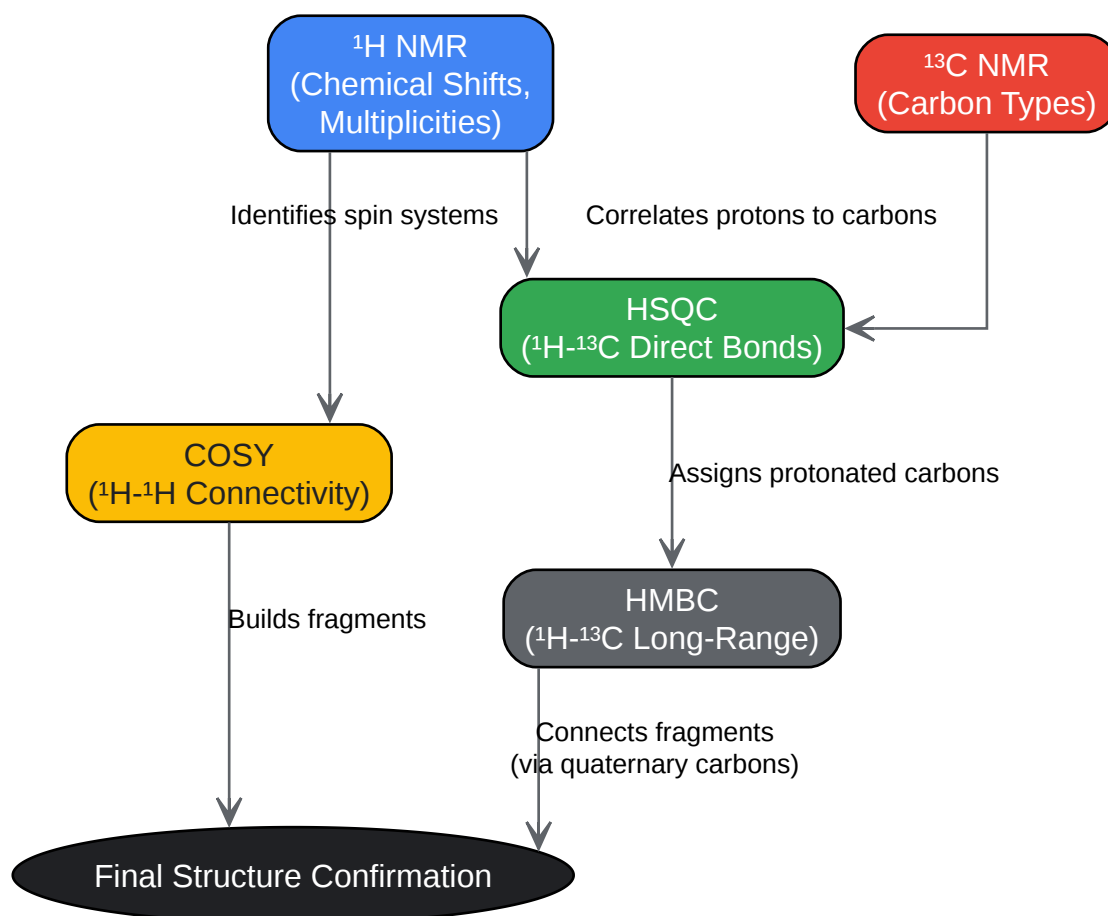 ¹H NMR
(Chemical Shifts,
Multiplicities)
¹³C NMR
(Carbon Types)
Identifies spin systems
Correlates protons to carbons
HSQC
(¹H-¹³C Direct Bonds)
COSY
(¹H-¹H Connectivity)
Assigns protonated carbons
Builds fragments
HMBC
(¹H-¹³C Long-Range)
Connects fragments
(via quaternary carbons)
Final Structure Confirmation